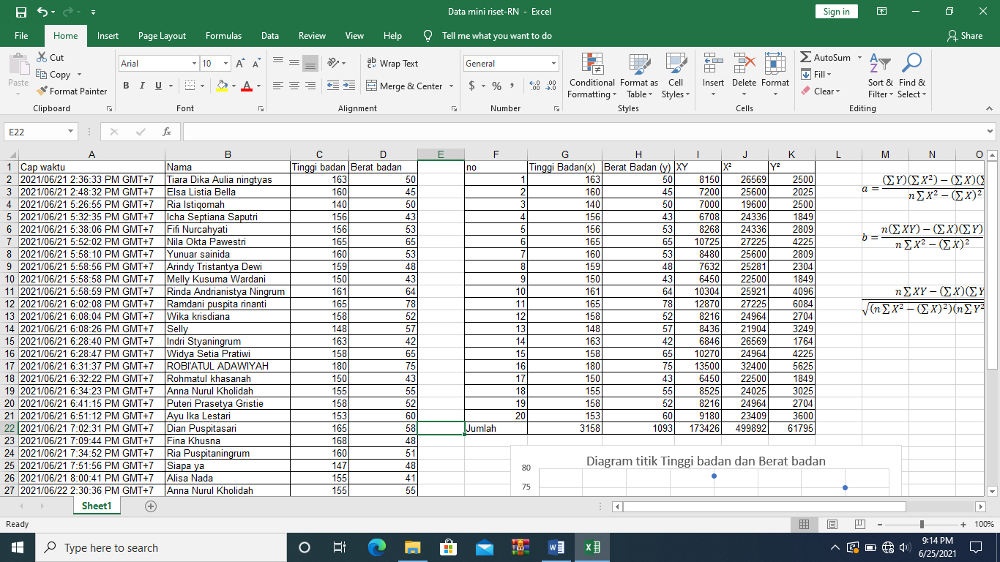 Data mini riset-RN - Excel
Sign in
File Home Insert Page Layout Formulas Data Review View Help Tell me what you want to do Share
Paste
Cut
Copy
Format Painter
Clipboard
Arial 10
B I U
Font
Wrap Text
Merge & Center
Alignment
General
Number
Conditional Formatting
Format as Table
Cell Styles
Styles
Insert Delete Format
Cells
AutoSum
Fill
Clear
Sort & Filter
Find & Select
Editing
E22 fx
A B C D E F G H I J K L M N O
1 Cap waktu Nama Tinggi badan Berat badan no Tinggi Badan(x) Berat Badan (y) XY X² Y²
2 2021/06/21 2:36:33 PM GMT+7 Tiara Dika Aulia ningtyas 163 50 1 163 50 8150 26569 2500
3 2021/06/21 2:48:32 PM GMT+7 Elsa Listia Bella 160 45 2 160 45 7200 25600 2025
4 2021/06/21 5:26:55 PM GMT+7 Ria Istiqomah 140 50 3 140 50 7000 19600 2500
5 2021/06/21 5:32:35 PM GMT+7 Icha Septiana Saputri 156 43 4 156 43 6708 24336 1849
6 2021/06/21 5:38:06 PM GMT+7 Fifi Nurcahyati 156 53 5 156 53 8268 24336 2809
7 2021/06/21 5:52:02 PM GMT+7 Nila Okta Pawestri 165 65 6 165 65 10725 27225 4225
8 2021/06/21 5:58:10 PM GMT+7 Yunuar sainida 160 53 7 160 53 8480 25600 2809
9 2021/06/21 5:58:56 PM GMT+7 Arindy Tristantya Dewi 159 48 8 159 48 7632 25281 2304
10 2021/06/21 5:58:58 PM GMT+7 Melly Kusuma Wardani 150 43 9 150 43 6450 22500 1849
11 2021/06/21 5:58:59 PM GMT+7 Rinda Andrianistya Ningrum 161 64 10 161 64 10304 25921 4096
12 2021/06/21 6:02:08 PM GMT+7 Ramdani puspita rinanti 165 78 11 165 78 12870 27225 6084
13 2021/06/21 6:08:04 PM GMT+7 Wika krisdiana 158 52 12 158 52 8216 24964 2704
14 2021/06/21 6:08:26 PM GMT+7 Selly 148 57 13 148 57 8436 21904 3249
15 2021/06/21 6:28:40 PM GMT+7 Indri Styaningrum 163 42 14 163 42 6846 26569 1764
16 2021/06/21 6:28:47 PM GMT+7 Widya Setia Pratiwi 158 65 15 158 65 10270 24964 4225
17 2021/06/21 6:31:37 PM GMT+7 ROBI'ATUL ADAWIYAH 180 75 16 180 75 13500 32400 5625
18 2021/06/21 6:32:22 PM GMT+7 Rohmatul khasanah 150 43 17 150 43 6450 22500 1849
19 2021/06/21 6:34:23 PM GMT+7 Anna Nurul Kholidah 155 55 18 155 55 8525 24025 3025
20 2021/06/21 6:41:15 PM GMT+7 Puteri Prasetya Gristie 158 52 19 158 52 8216 24964 2704
21 2021/06/21 6:51:12 PM GMT+7 Ayu Ika Lestari 153 60 20 153 60 9180 23409 3600
22 2021/06/21 7:02:31 PM GMT+7 Dian Puspitasari 165 58 Jumlah 3158 1093 173426 499892 61795
23 2021/06/21 7:09:44 PM GMT+7 Fina Khusna 168 48
24 2021/06/21 7:34:52 PM GMT+7 Ria Puspitaningrum 160 51
25 2021/06/21 7:51:56 PM GMT+7 Siapa ya 147 48
26 2021/06/21 8:00:41 PM GMT+7 Alisa Nada 155 41
27 2021/06/22 2:30:36 PM GMT+7 Anna Nurul Kholidah 155 55
a = (∑Y)(∑X²) − (∑X)(∑
n∑X² − (∑X)²
b = n(∑XY) − (∑X)(∑Y)
n∑X² − (∑X)²
n∑XY − (∑X)(∑Y
√(n∑X² − (∑X)²)(n∑Y²
Diagram titik Tinggi badan dan Berat badan
80
75
Sheet1
Ready
100%
Type here to search
9:14 PM
6/25/2021